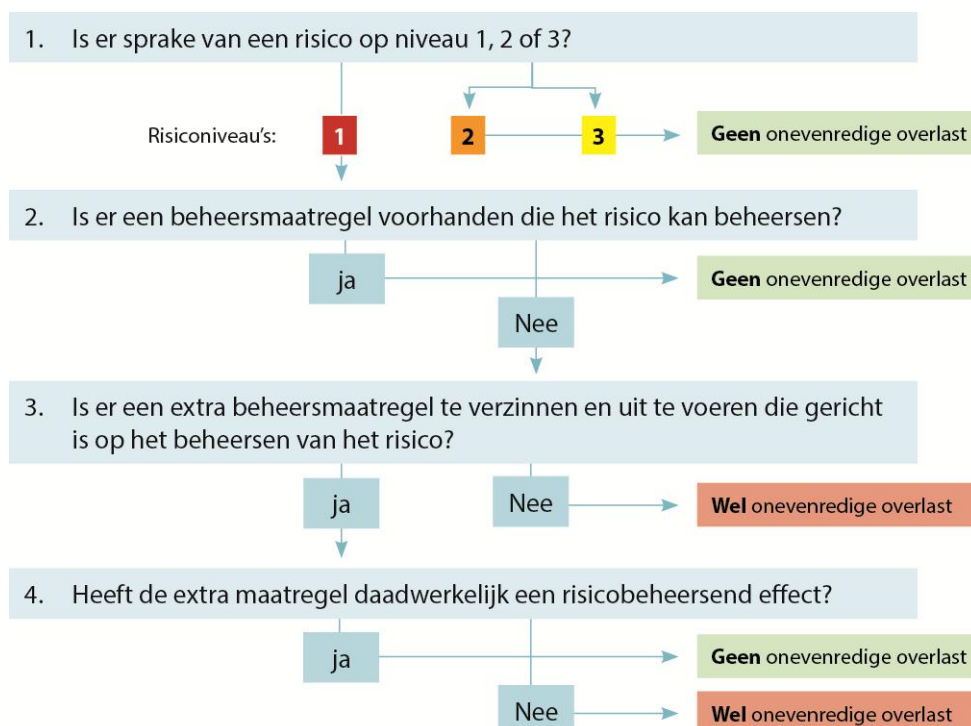 1. Is er sprake van een risico op niveau 1, 2 of 3?
Risiconiveau's: 1 2 3 Geen onevenredige overlast
2. Is er een beheersmaatregel voorhanden die het risico kan beheersen?
ja Geen onevenredige overlast
Nee
3. Is er een extra beheersmaatregel te verzinnen en uit te voeren die gericht
is op het beheersen van het risico?
ja Nee Wel onevenredige overlast
4. Heeft de extra maatregel daadwerkelijk een risicobeheersend effect?
ja Geen onevenredige overlast
Nee Wel onevenredige overlast